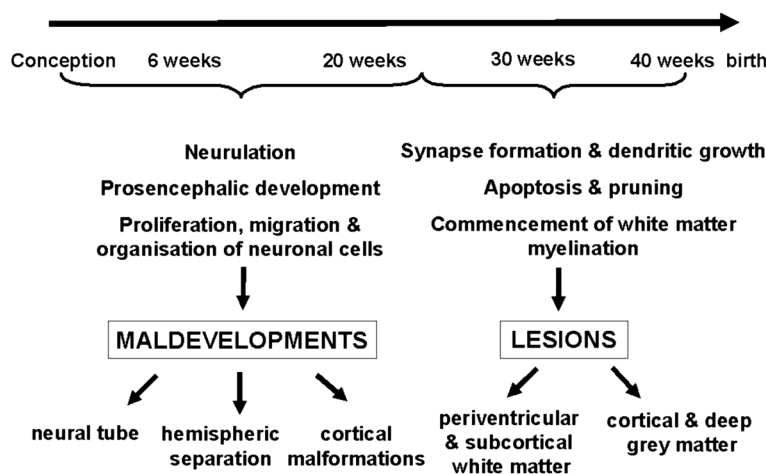 Conception 6 weeks 20 weeks 30 weeks 40 weeks birth
Neurulation
Prosencephalic development
Proliferation, migration &
organisation of neuronal cells
Synapse formation & dendritic growth
Apoptosis & pruning
Commencement of white matter
myelination
MALDEVELOPMENTS
LESIONS
neural tube
hemispheric
separation
cortical
malformations
periventricular
& subcortical
white matter
cortical & deep
grey matter